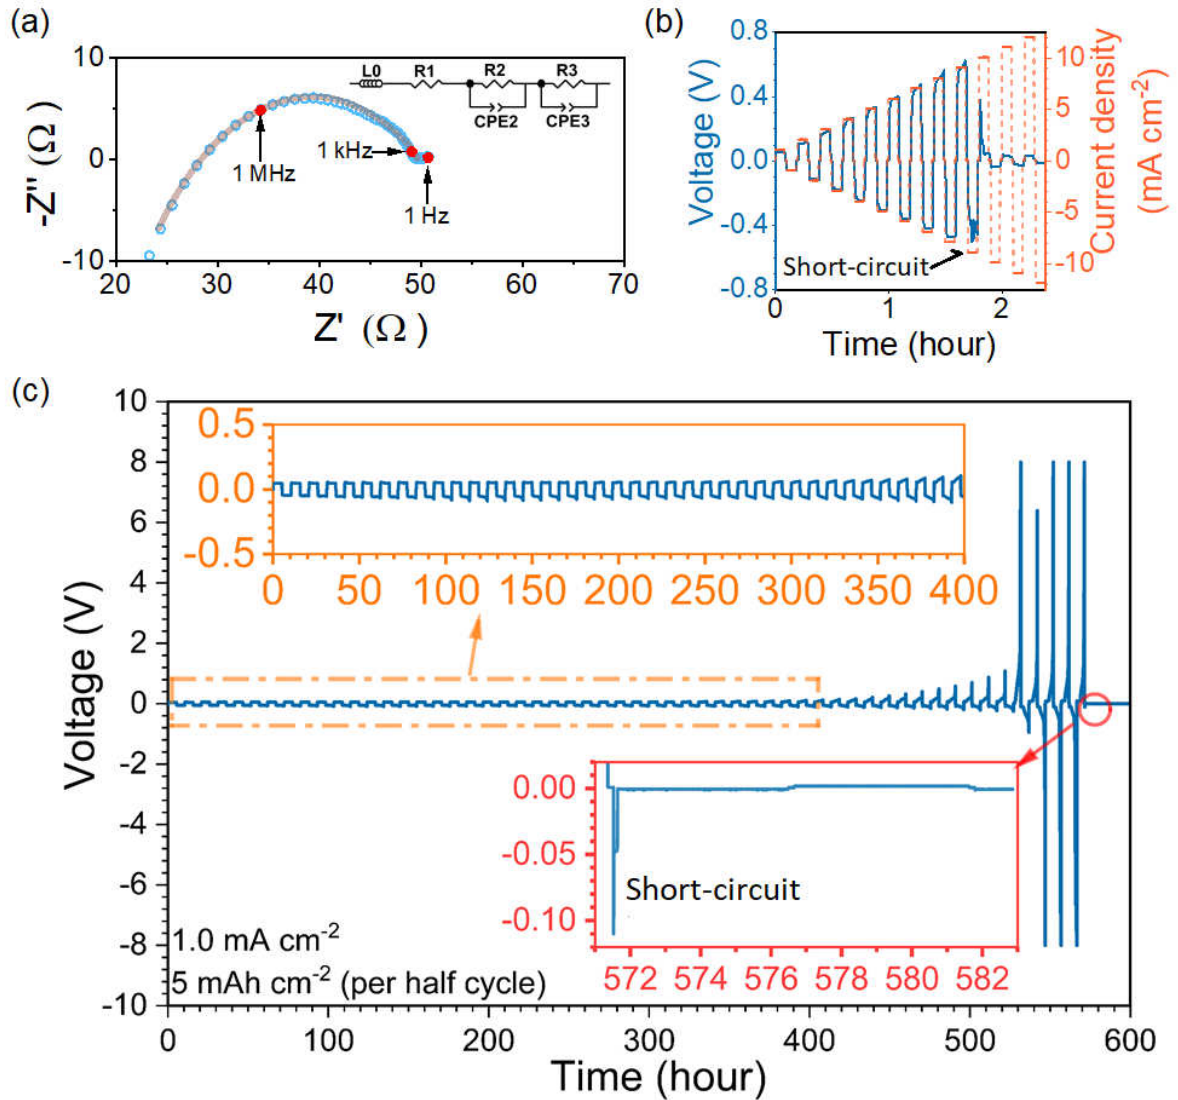 (a)
10
0
-10
-Z'' (Ω)
L0 R1 R2 R3
CPE2 CPE3
1 MHz
1 kHz
1 Hz
20 30 40 50 60 70
Z' (Ω)
(b)
0.8
0.4
0.0
-0.4
-0.8
Voltage (V)
10
5
0
-5
-10
Current density
(mA cm-2)
Short-circuit
0 1 2
Time (hour)
(c)
10
8
6
4
2
0
-2
-4
-6
-8
-10
Voltage (V)
0.5
0.0
-0.5
0 50 100 150 200 250 300 350 400
0.00
-0.05
-0.10
Short-circuit
572 574 576 578 580 582
1.0 mA cm-2
5 mAh cm-2 (per half cycle)
0 100 200 300 400 500 600
Time (hour)